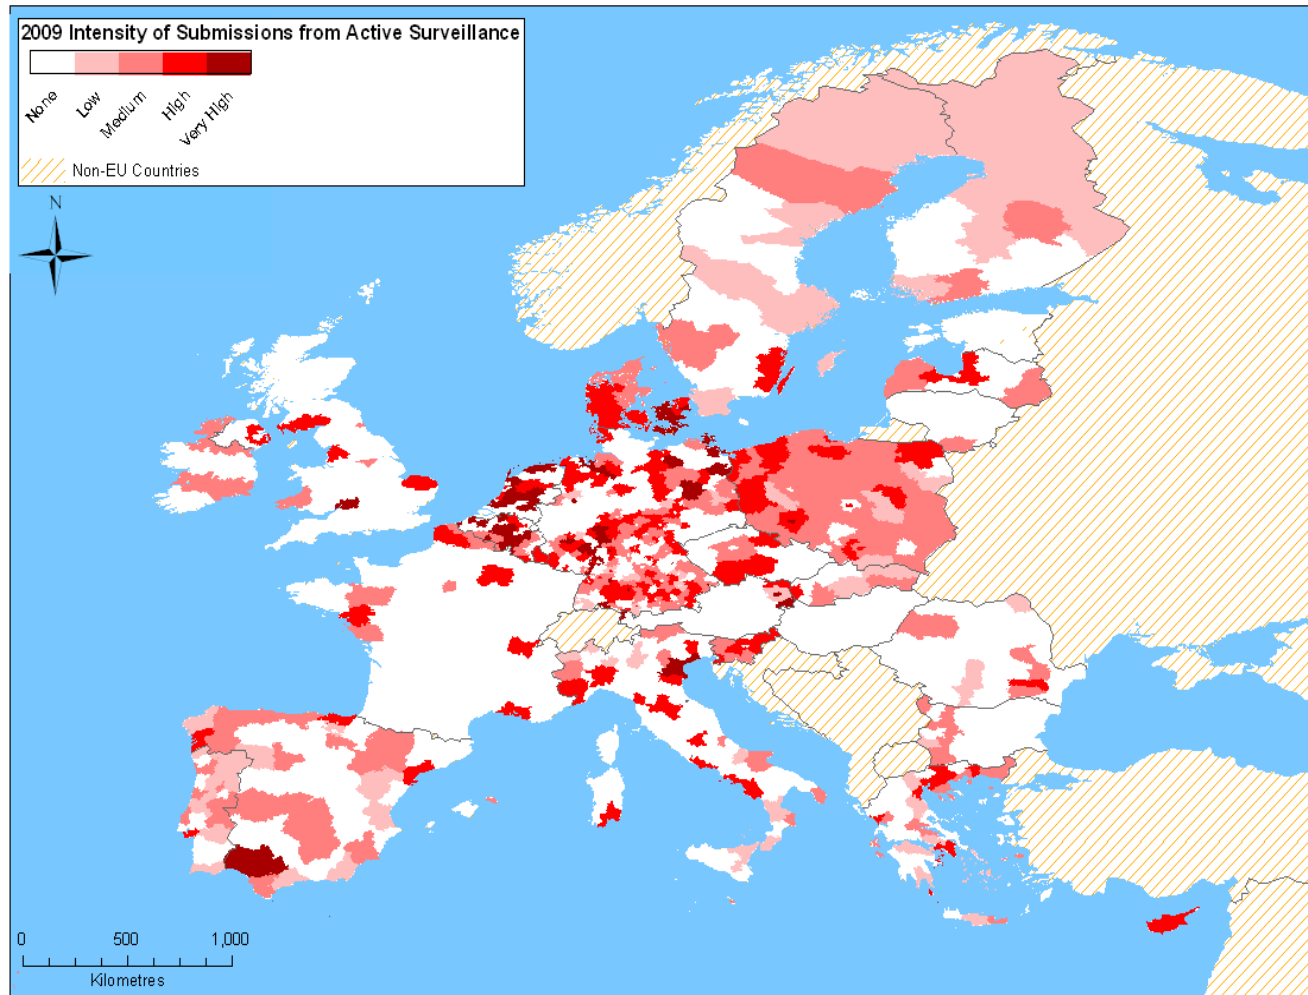 2009 Intensity of Submissions from Active Surveillance
None
Low
Medium
High
Very High
Non-EU Countries
N
0 500 1,000
Kilometres